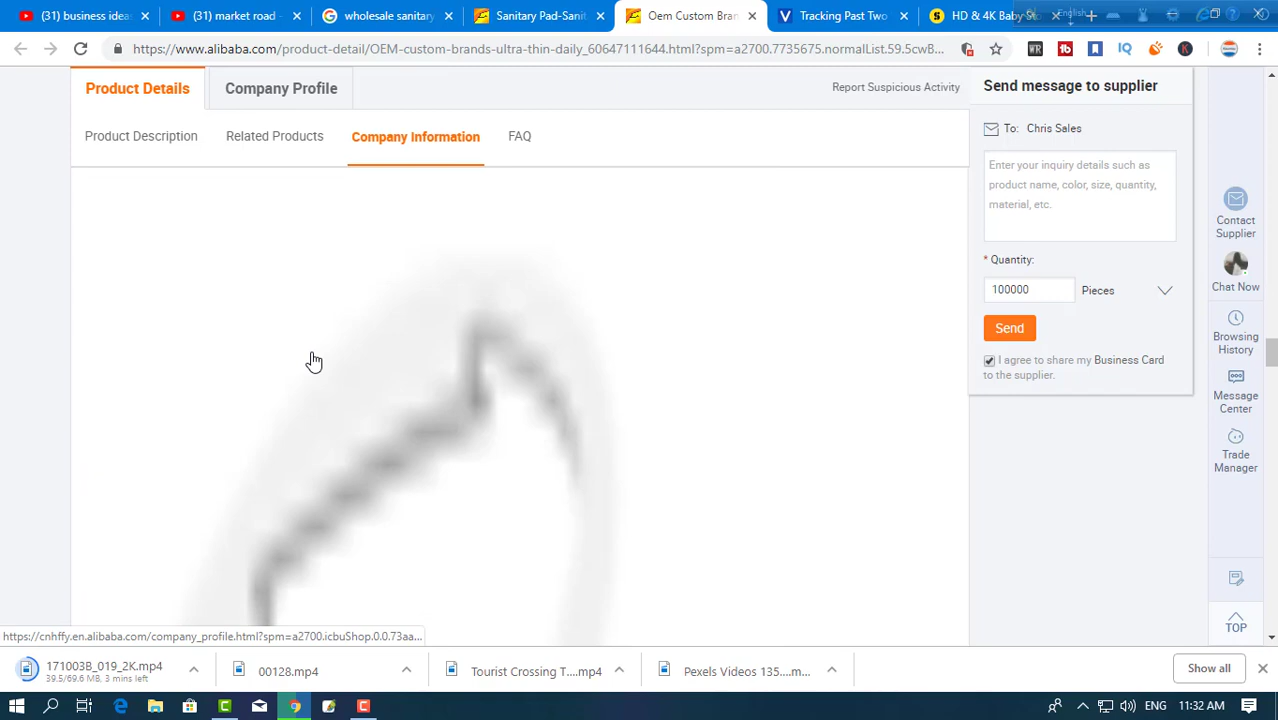 (31) business ideas
(31) market road -
wholesale sanitary
Sanitary Pad-Sanit
Oem Custom Bran
Tracking Past Two
HD & 4K Baby Sto
English
https://www.alibaba.com/product-detail/OEM-custom-brands-ultra-thin-daily_60647111644.html?spm=a2700.7735675.normalList.59.5cwB...
Product Details
Company Profile
Report Suspicious Activity
Product Description
Related Products
Company Information
FAQ
Send message to supplier
To: Chris Sales
Enter your inquiry details such as
product name, color, size, quantity,
material, etc.
* Quantity:
100000 Pieces
Send
I agree to share my Business Card
to the supplier.
Contact
Supplier
Chat Now
Browsing
History
Message
Center
Trade
Manager
TOP
https://cnhffy.en.alibaba.com/company_profile.html?spm=a2700.icbuShop.0.0.73aa...
171003B_019_2K.mp4
39.5/69.6 MB, 3 mins left
00128.mp4
Tourist Crossing T....mp4
Pexels Videos 135....m...
Show all
ENG
11:32 AM